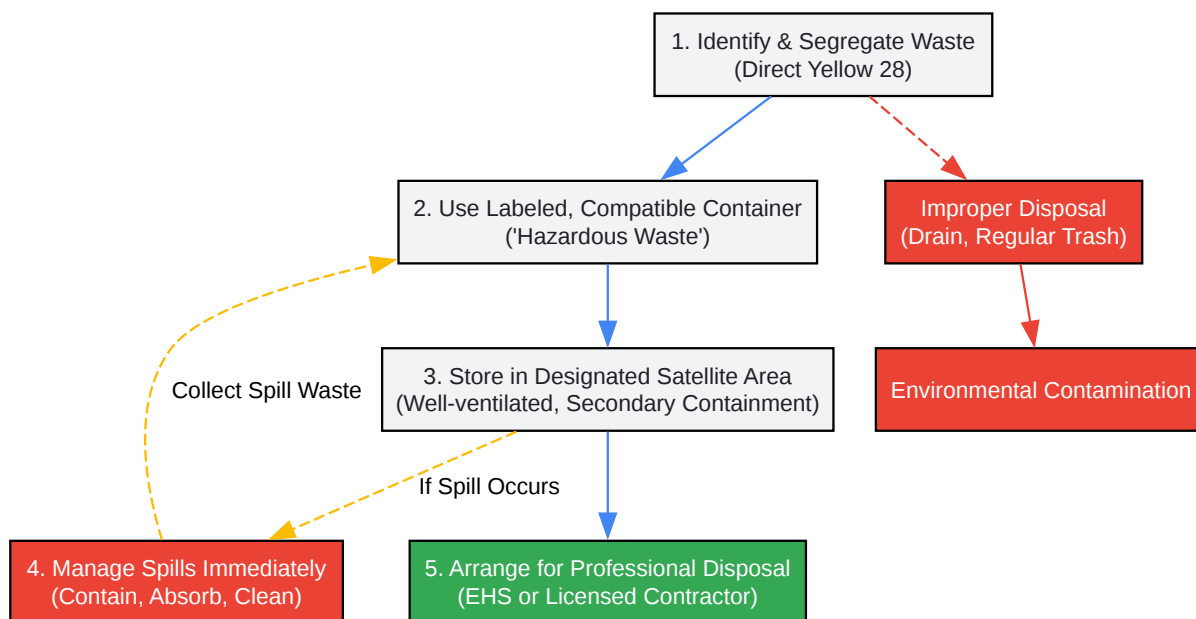 1. Identify & Segregate Waste
(Direct Yellow 28)
2. Use Labeled, Compatible Container
('Hazardous Waste')
Improper Disposal
(Drain, Regular Trash)
Collect Spill Waste
3. Store in Designated Satellite Area
(Well-ventilated, Secondary Containment)
Environmental Contamination
If Spill Occurs
4. Manage Spills Immediately
(Contain, Absorb, Clean)
5. Arrange for Professional Disposal
(EHS or Licensed Contractor)